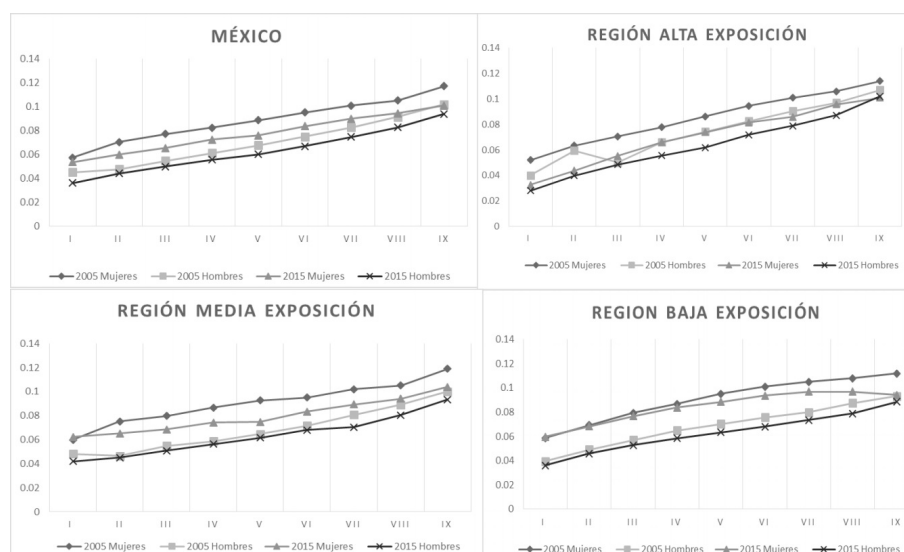 MÉXICO
0.14
0.12
0.1
0.08
0.06
0.04
0.02
0
I II III IV V VI VII VIII IX
2005 Mujeres 2005 Hombres 2015 Mujeres 2015 Hombres
REGIÓN ALTA EXPOSICIÓN
0.14
0.12
0.1
0.08
0.06
0.04
0.02
0
I II III IV V VI VII VIII IX
2005 Mujeres 2005 Hombres 2015 Mujeres 2015 Hombres
REGIÓN MEDIA EXPOSICIÓN
0.14
0.12
0.1
0.08
0.06
0.04
0.02
0
I II III IV V VI VII VIII IX
2005 Mujeres 2005 Hombres 2015 Mujeres 2015 Hombres
REGION BAJA EXPOSICIÓN
0.14
0.12
0.1
0.08
0.06
0.04
0.02
0
I II III IV V VI VII VIII IX
2005 Mujeres 2005 Hombres 2015 Mujeres 2015 Hombres